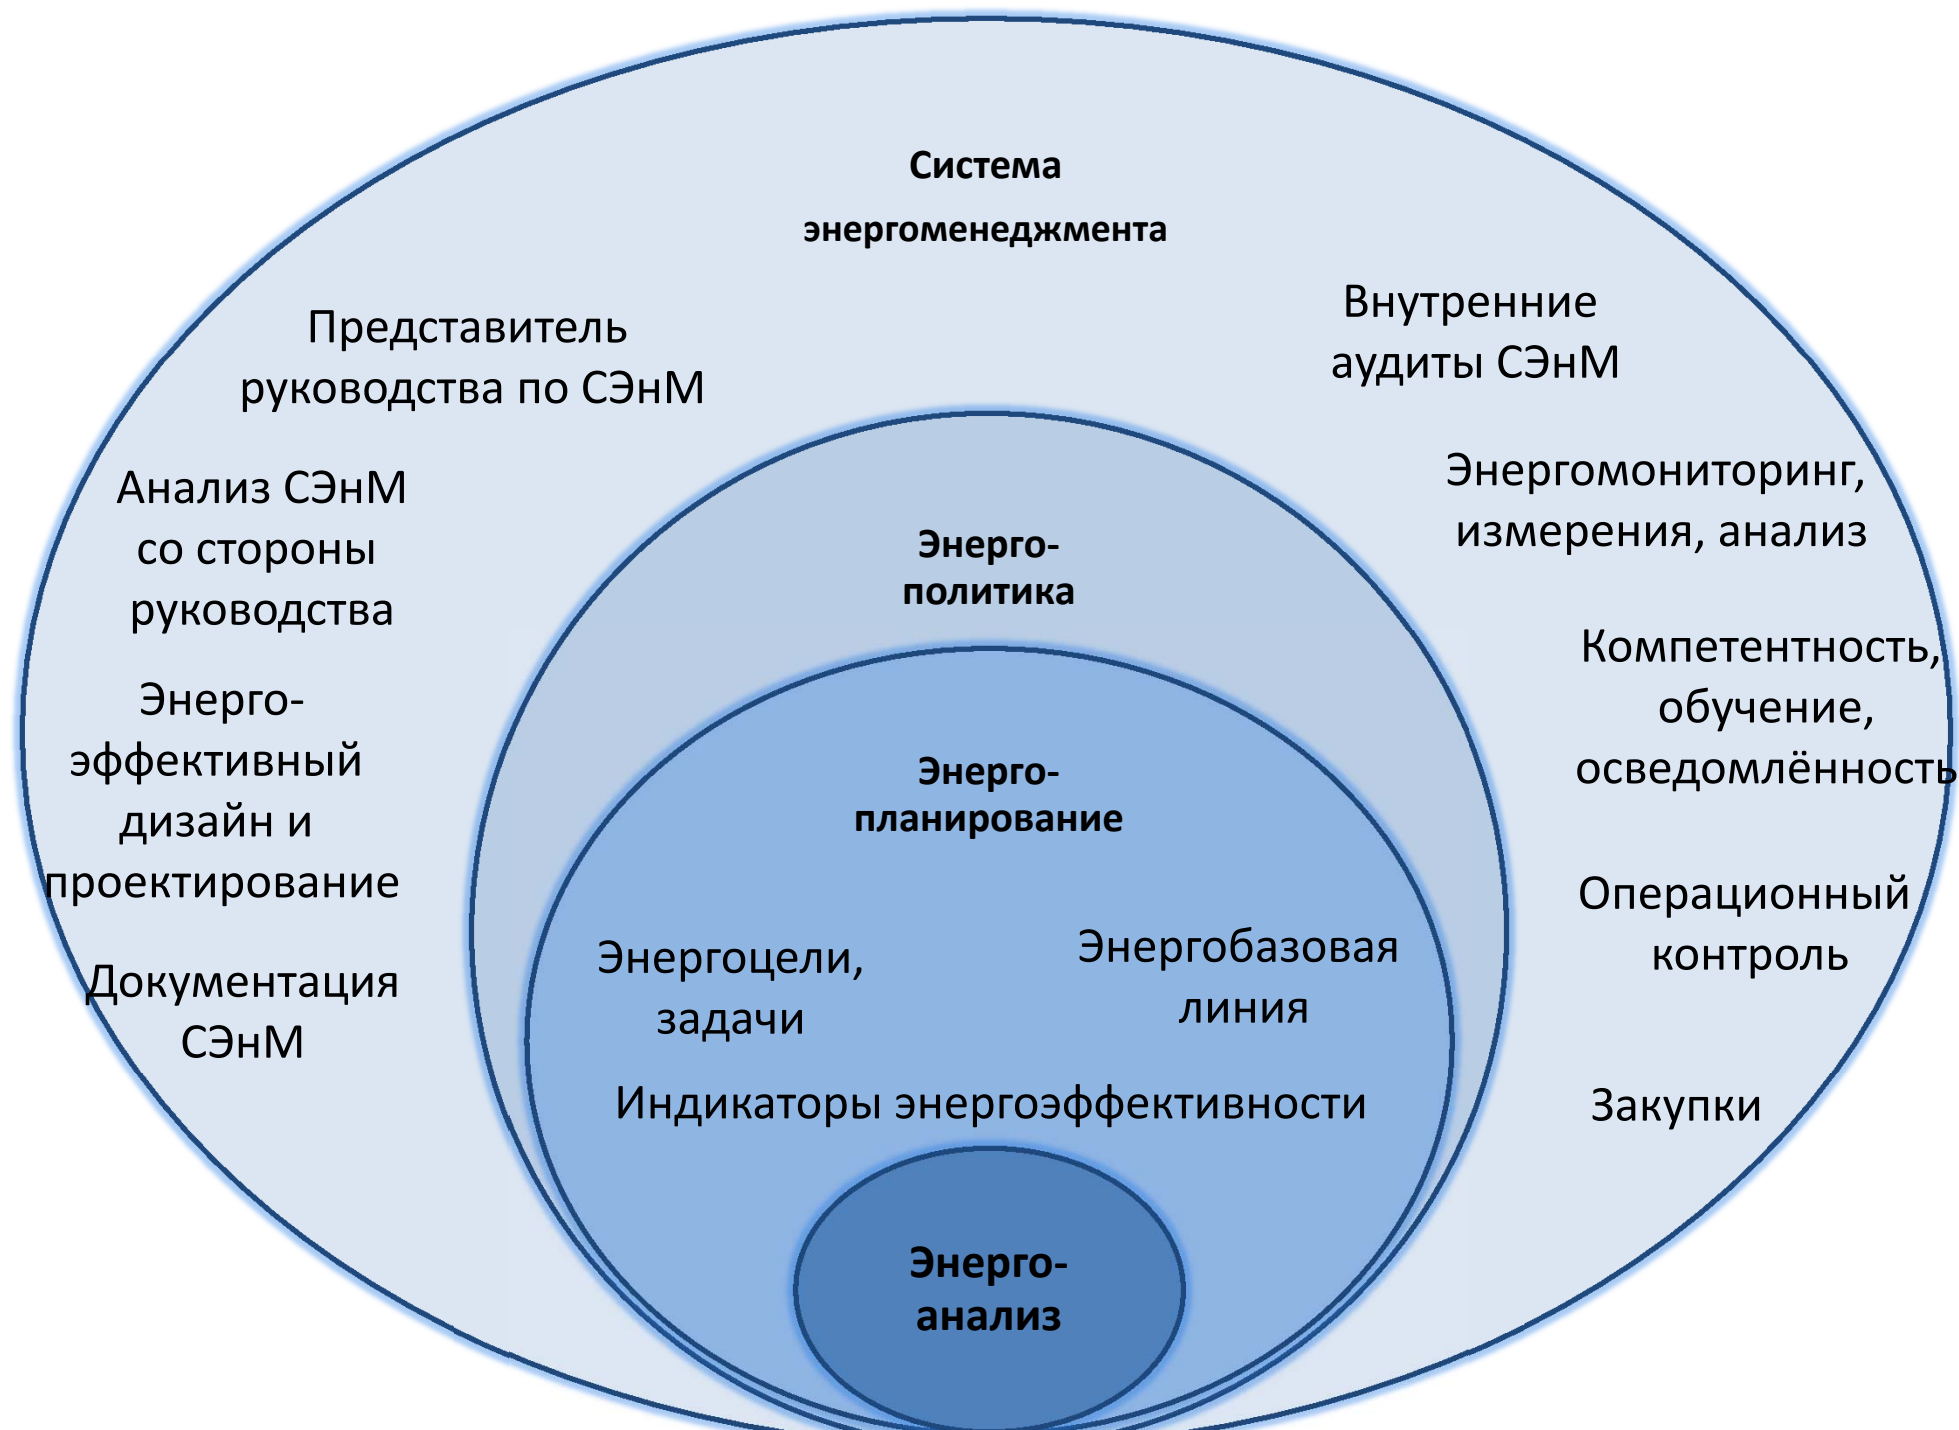 Система
энергоменеджмента
Представитель
руководства по СЭнМ
Анализ СЭнМ
со стороны
руководства
Энерго-
эффективный
дизайн и
проектирование
Документация
СЭнМ
Внутренние
аудиты СЭнМ
Энергомониторинг,
измерения, анализ
Компетентность,
обучение,
осведомлённость
Операционный
контроль
Закупки
Энерго-
политика
Энерго-
планирование
Энергоцели,
задачи
Энергобазовая
линия
Индикаторы энергоэффективности
Энерго-
анализ